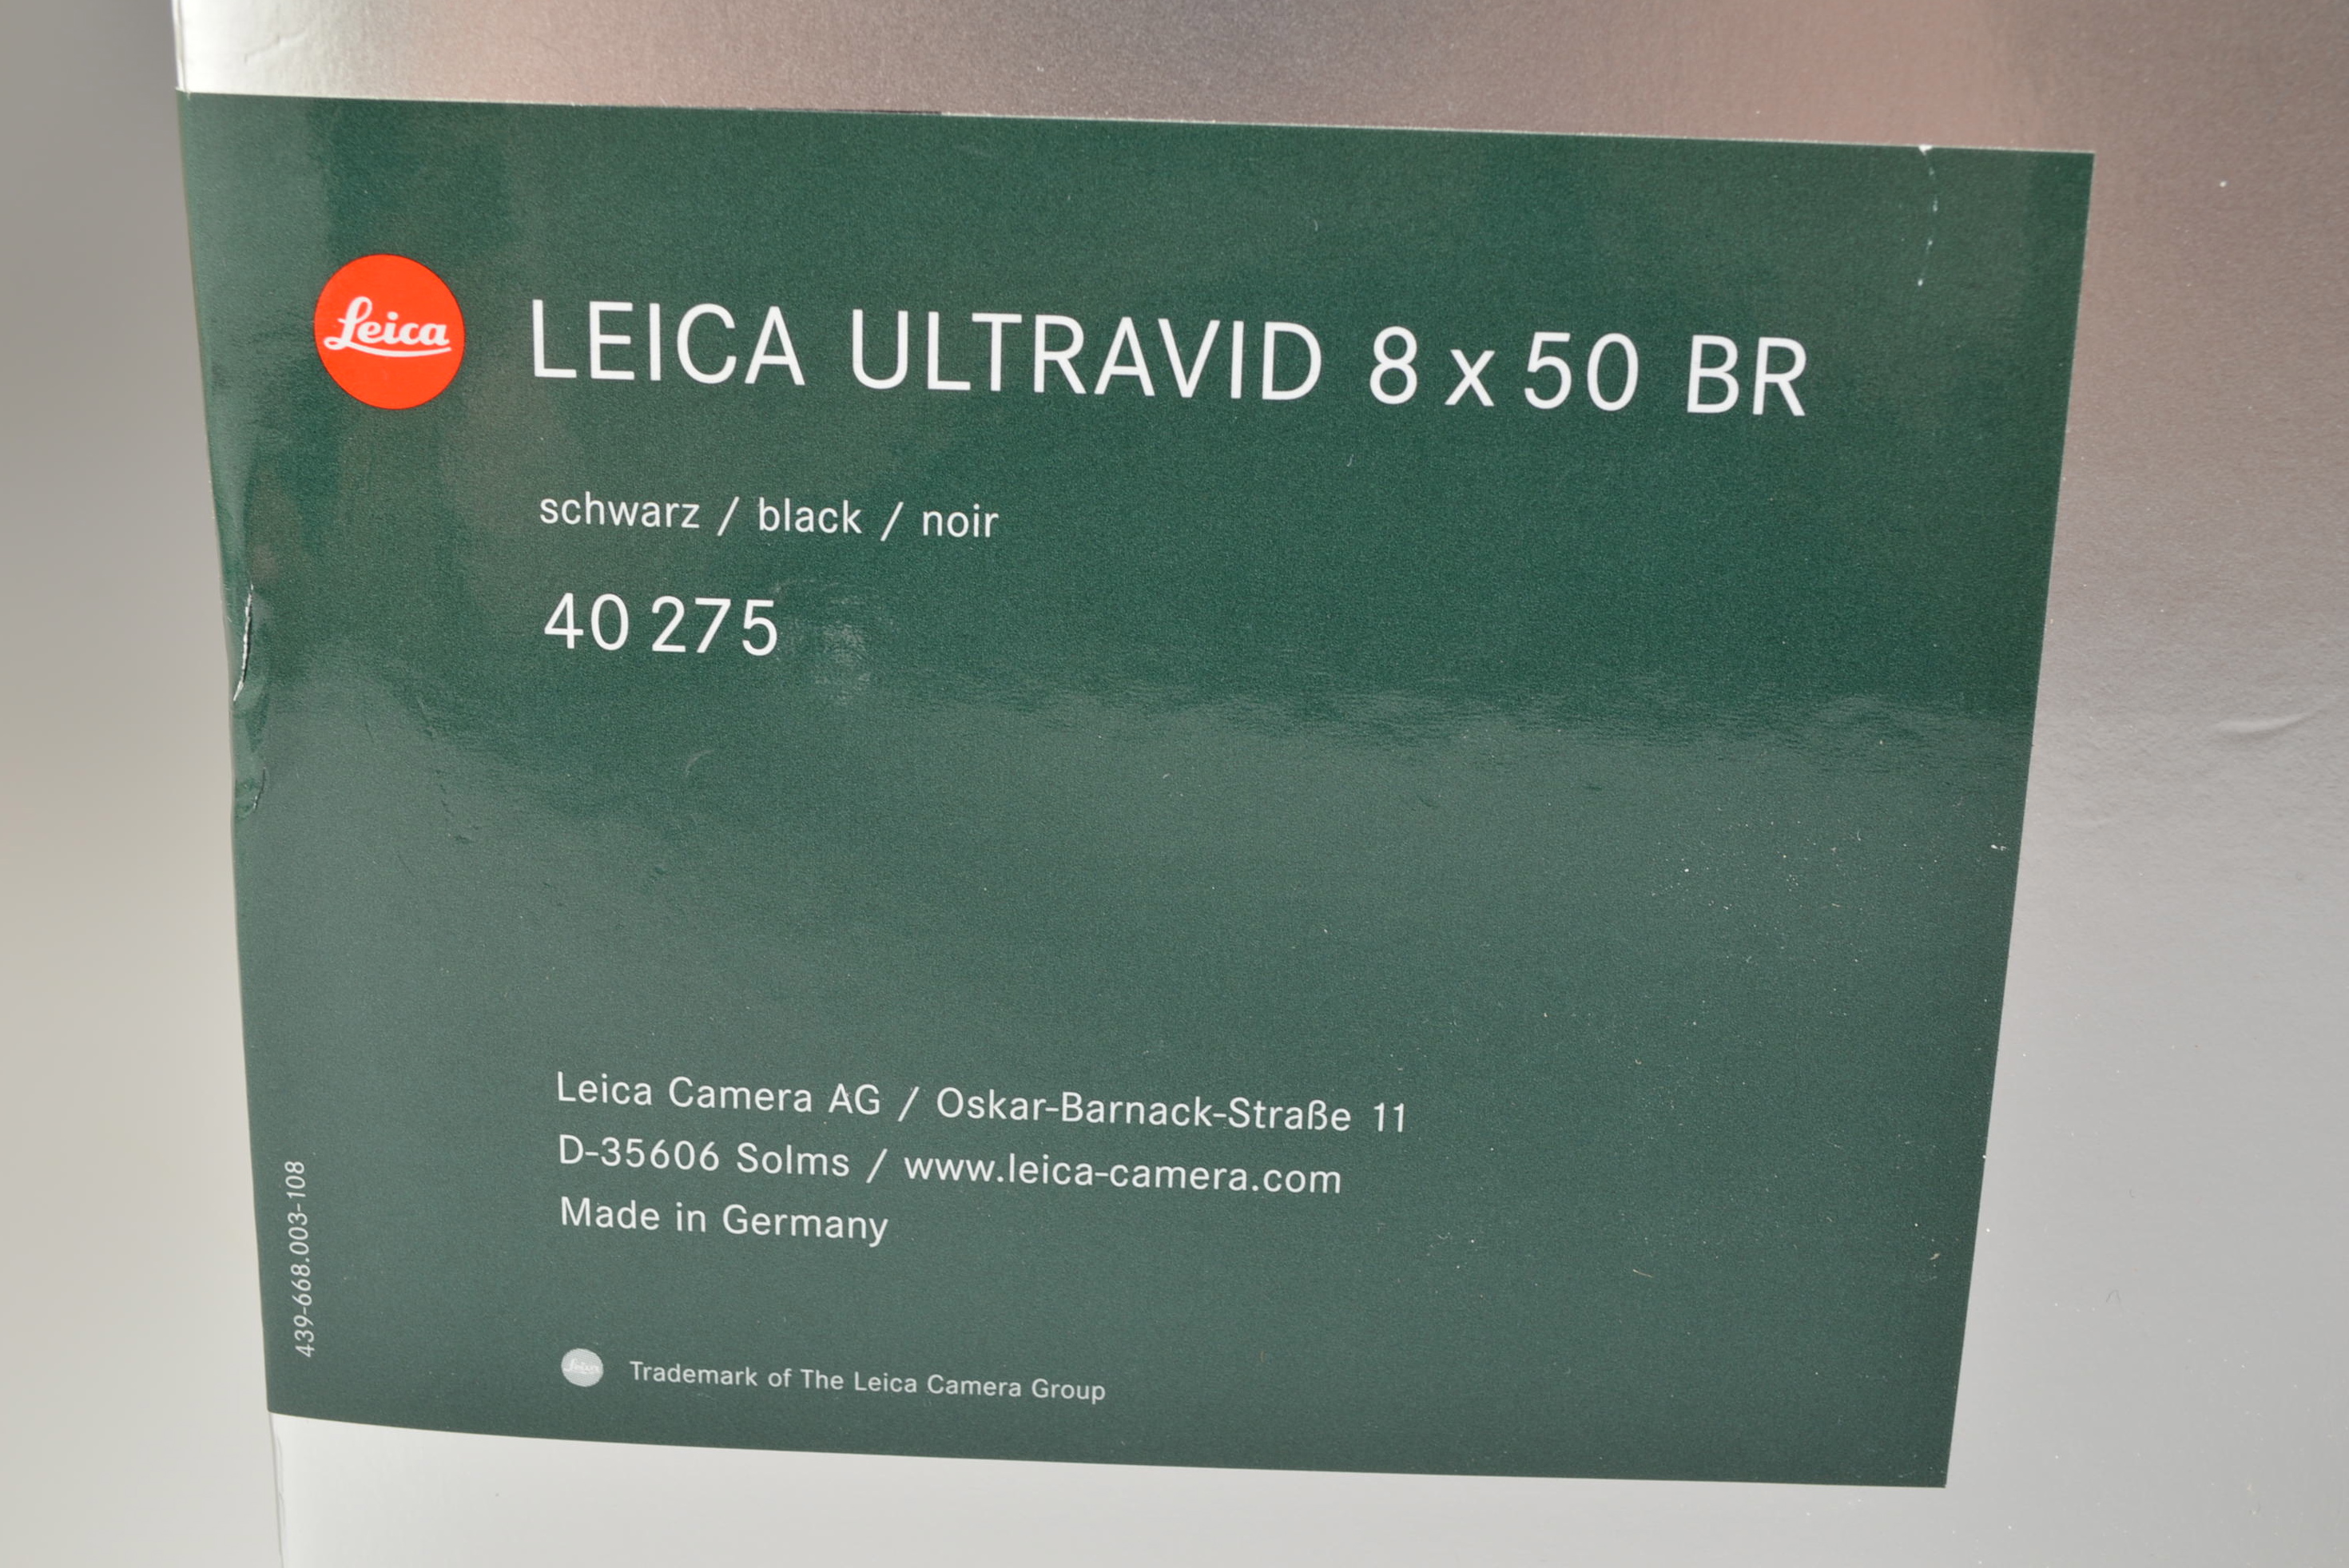 Leica LEICA ULTRAVID 8 x 50 BR
schwarz / black / noir
40 275
Leica Camera AG / Oskar-Barnack-Straße 11
D-35606 Solms / www.leica-camera.com
Made in Germany
439-668.003-108
Leica Trademark of The Leica Camera Group